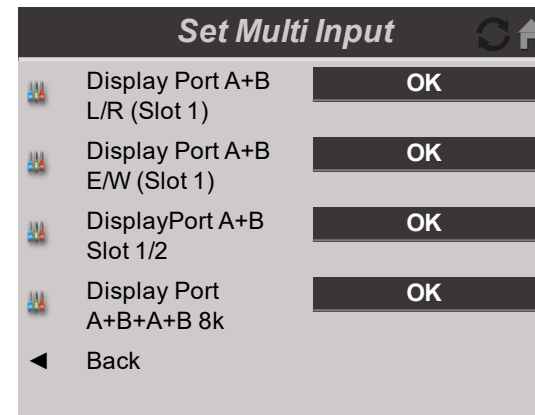 Set Multi Input
Display Port A+B
L/R (Slot 1)
OK
Display Port A+B
E/W (Slot 1)
OK
DisplayPort A+B
Slot 1/2
OK
Display Port
A+B+A+B 8k
OK
Back